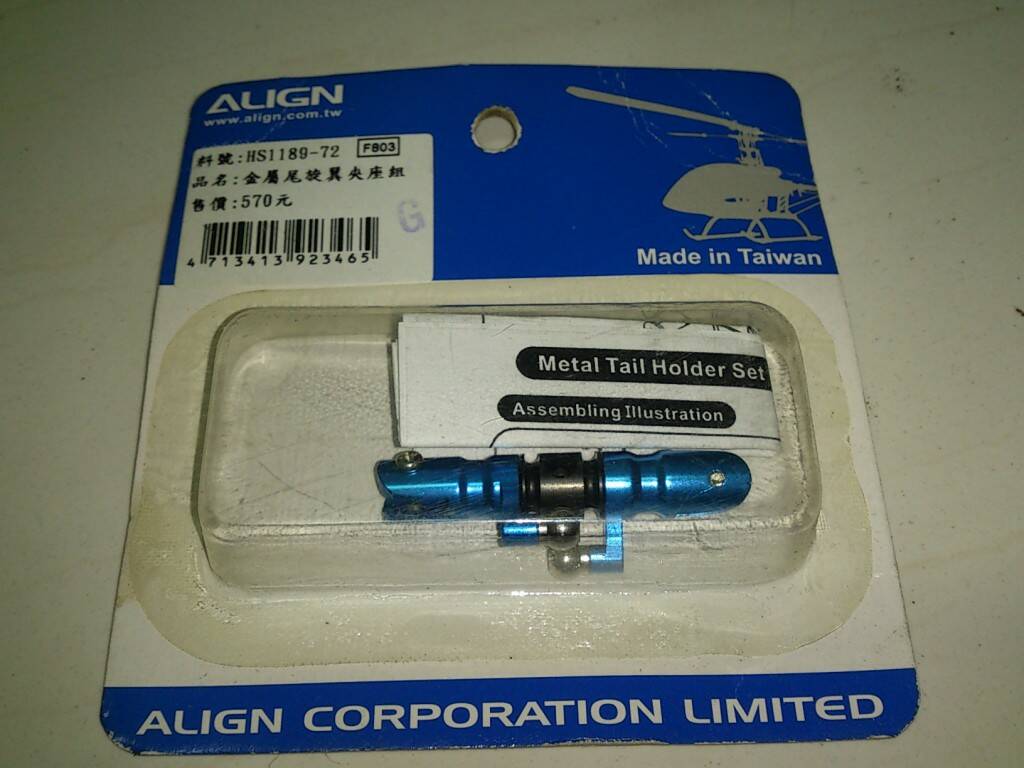 ALIGN
www.align.com.tw
料號:HS1189-72 F803
品名:金屬尾旋翼夾座組
售價:570元
G
4 713413 923465
Made in Taiwan
Metal Tail Holder Set
Assembling Illustration
ALIGN CORPORATION LIMITED